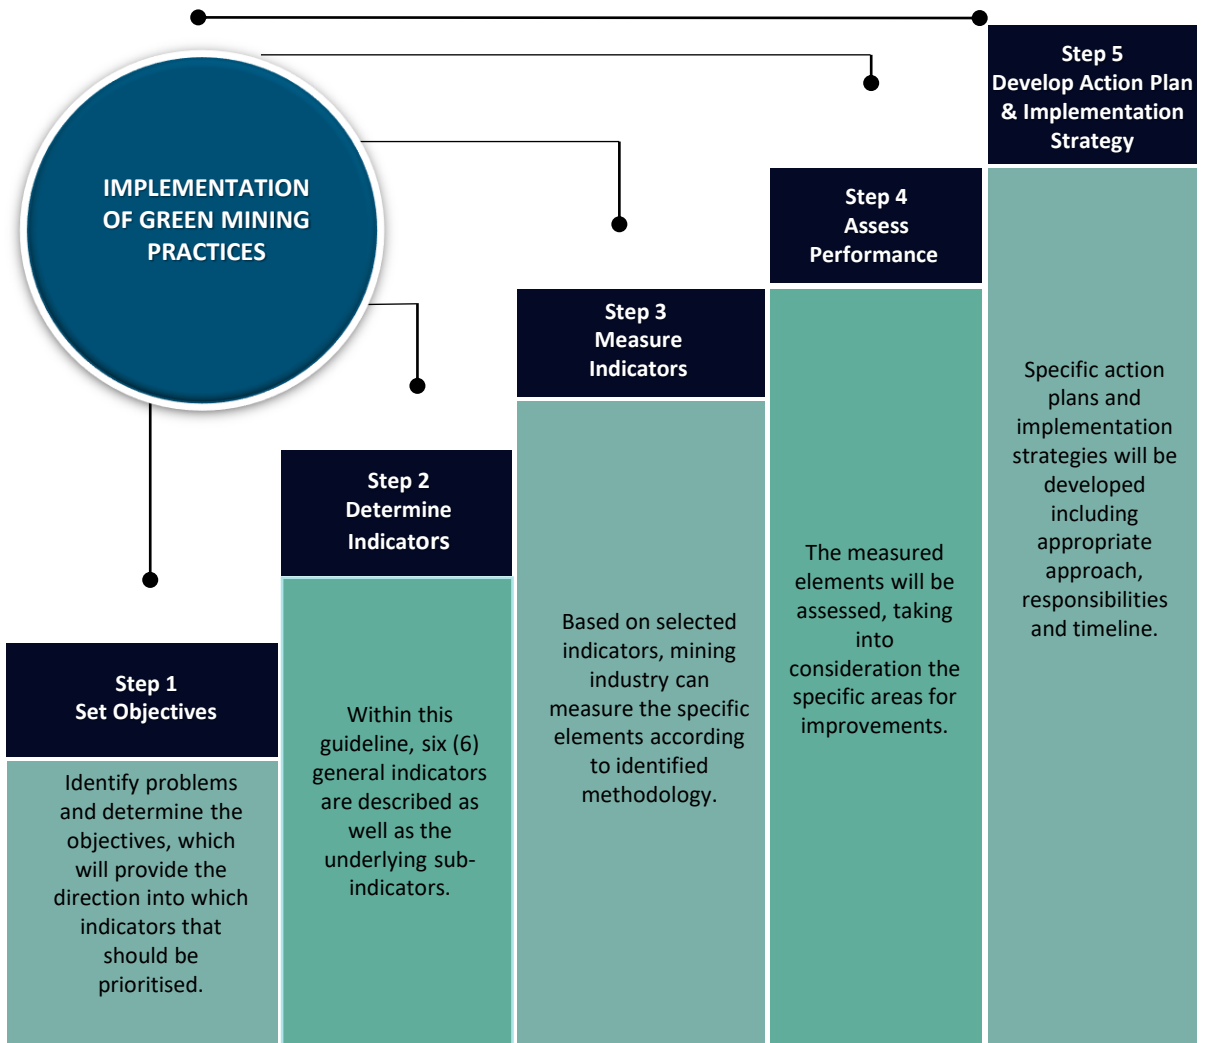 IMPLEMENTATION
OF GREEN MINING
PRACTICES
Step 1
Set Objectives
Identify problems
and determine the
objectives, which
will provide the
direction into which
indicators that
should be
prioritised.
Step 2
Determine
Indicators
Within this
guideline, six (6)
general indicators
are described as
well as the
underlying sub-
indicators.
Step 3
Measure
Indicators
Based on selected
indicators, mining
industry can
measure the specific
elements according
to identified
methodology.
Step 4
Assess
Performance
The measured
elements will be
assessed, taking
into
consideration the
specific areas for
improvements.
Step 5
Develop Action Plan
& Implementation
Strategy
Specific action
plans and
implementation
strategies will be
developed
including
appropriate
approach,
responsibilities
and timeline.